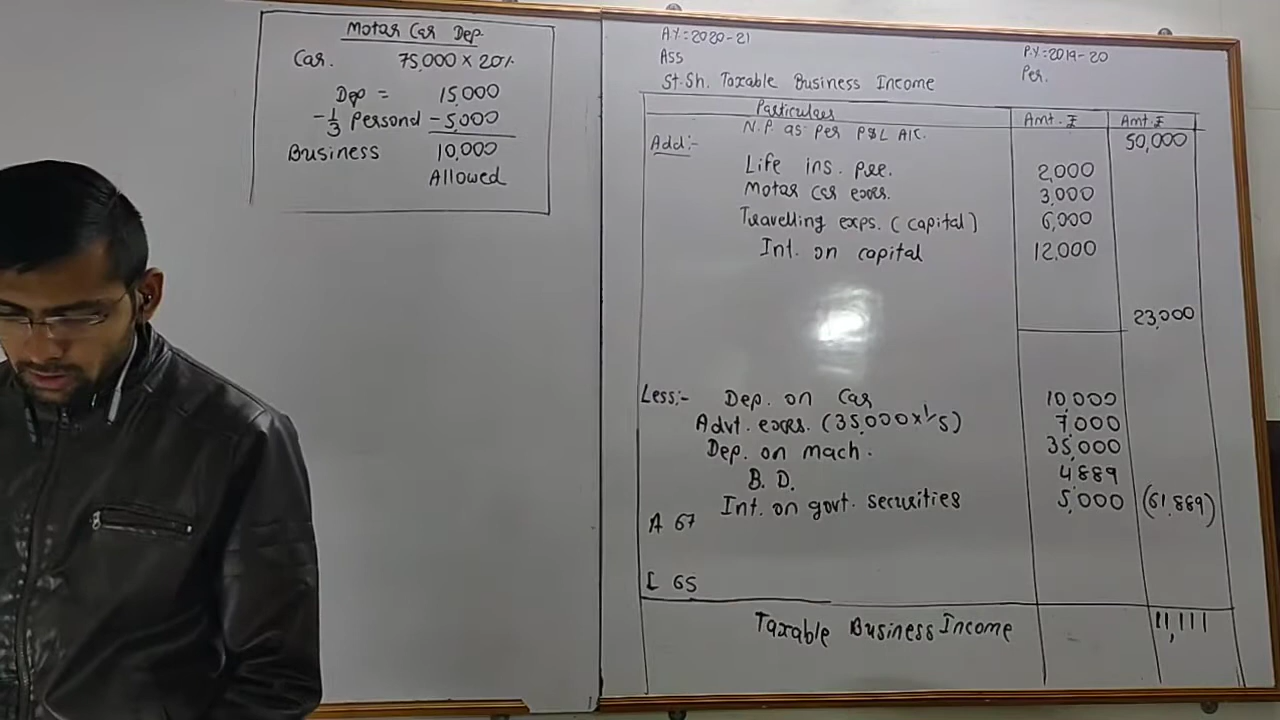 Motar Car Dep.
Car. 75,000 × 20%
Dep = 15,000
- 1/3 Personal - 5,000
Business 10,000
Allowed
A.Y:- 2020-21 P.Y:- 2019-20
Ass Per.
St. Sh. Taxable Business Income
Particulars Amt. ₹ Amt. ₹
N.P. as per P&L A/C. 50,000
Add:-
Life ins. pre. 2,000
Motar car exps. 3,000
Travelling exps. (capital) 6,000
Int. on capital 12,000
23,000
Less:- Dep. on Car 10,000
Advt. exps. (35,000×1/5) 7,000
Dep. on mach. 35,000
B. D. 4,889
Int. on govt. securities 5,000 (61,889)
A 67
I 65
Taxable Business Income 11,111